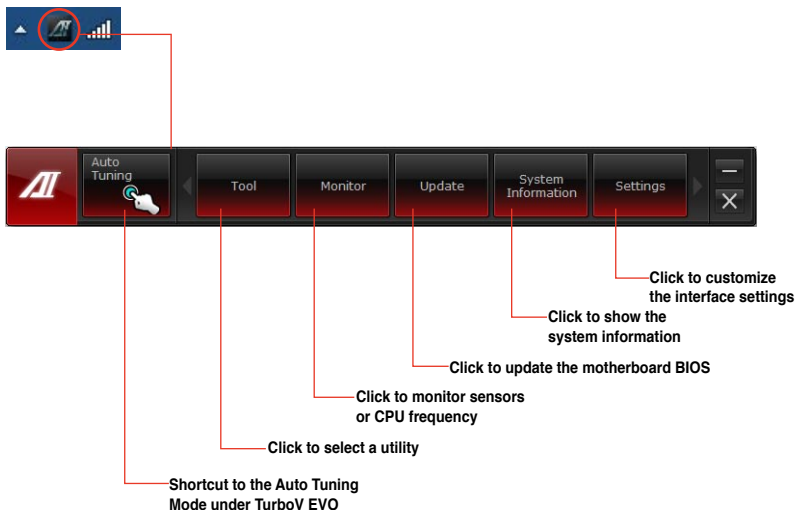 Auto
Tuning
Tool
Monitor
Update
System
Information
Settings
Click to customize
the interface settings
Click to show the
system information
Click to update the motherboard BIOS
Click to monitor sensors
or CPU frequency
Click to select a utility
Shortcut to the Auto Tuning
Mode under TurboV EVO